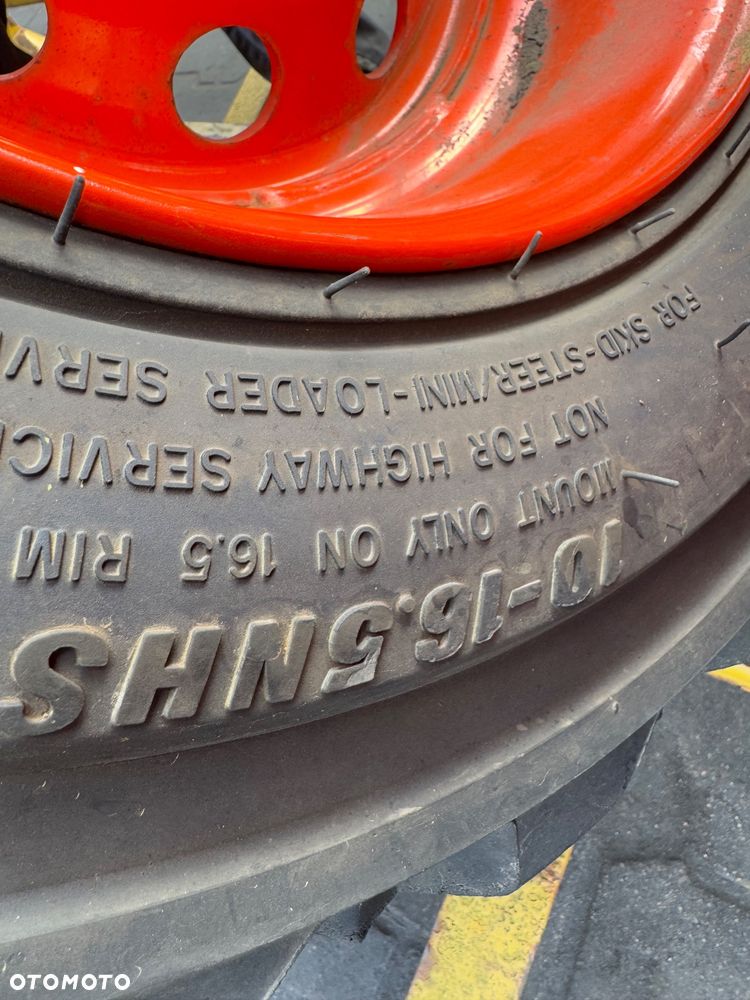 10-16.5NHS
MOUNT ONLY ON 16.5 RIM
NOT FOR HIGHWAY SERVIC
FOR SKID-STEER/MINI-LOADER SERVI
OTOMOTO